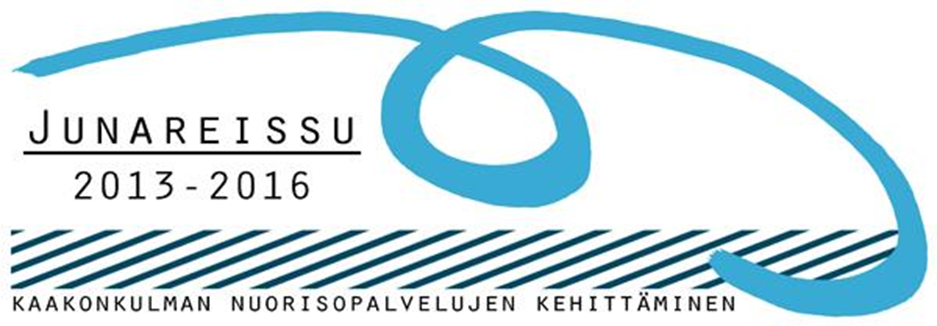 JUNAREISSU
2013-2016
KAAKONKULMAN NUORISOPALVELUJEN KEHITTÄMINEN